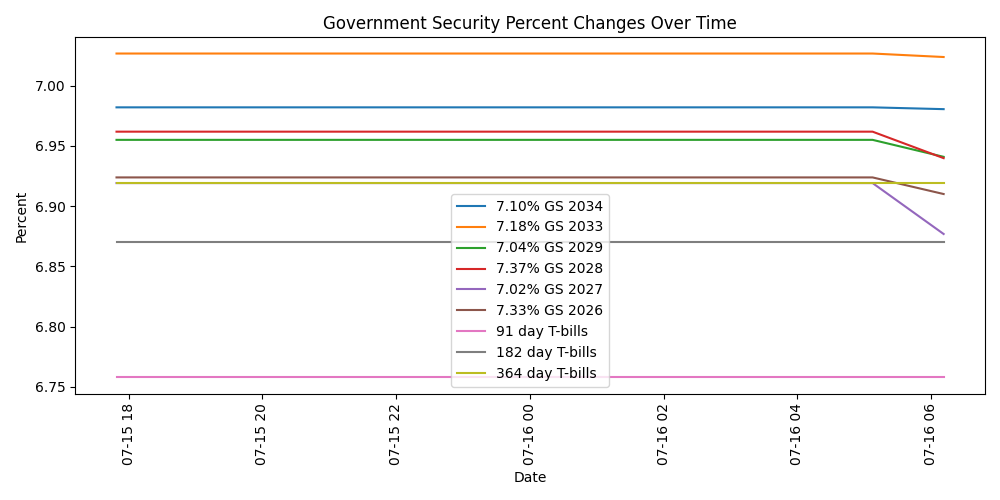 Government Security Percent Changes Over Time
Percent
7.00
6.95
6.90
6.85
6.80
6.75
7.10% GS 2034
7.18% GS 2033
7.04% GS 2029
7.37% GS 2028
7.02% GS 2027
7.33% GS 2026
91 day T-bills
182 day T-bills
364 day T-bills
07-15 18
07-15 20
07-15 22
07-16 00
07-16 02
07-16 04
07-16 06
Date